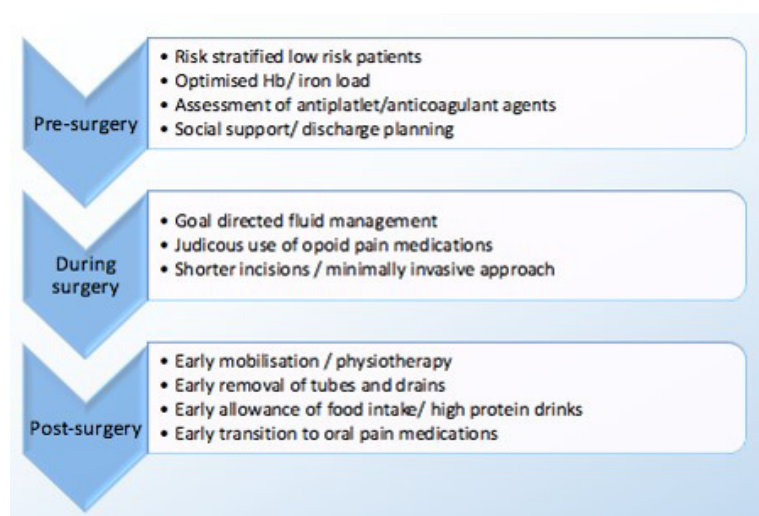 Pre-surgery
• Risk stratified low risk patients
• Optimised Hb/ iron load
• Assessment of antiplatlet/anticoagulant agents
• Social support/ discharge planning
During
surgery
• Goal directed fluid management
• Judicous use of opoid pain medications
• Shorter incisions / minimally invasive approach
Post-surgery
• Early mobilisation / physiotherapy
• Early removal of tubes and drains
• Early allowance of food intake/ high protein drinks
• Early transition to oral pain medications